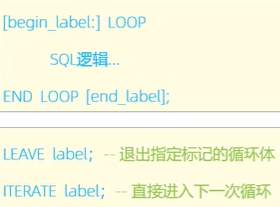 [begin_label:] LOOP
SQL逻辑...
END LOOP [end_label];
LEAVE label; -- 退出指定标记的循环体
ITERATE label; -- 直接进入下一次循环